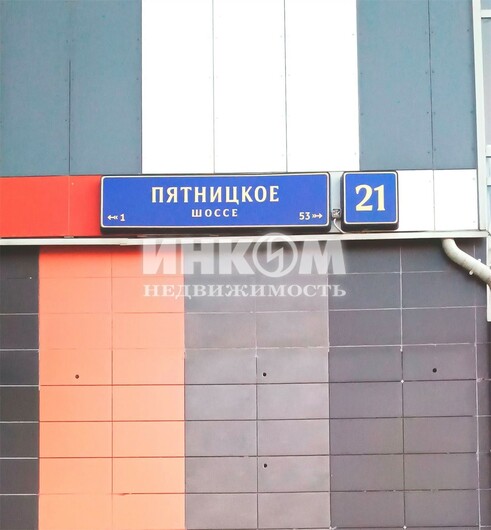 ПЯТНИЦКОЕ
ШОССЕ
←« 1
53 »→
21
ИНКОМ
НЕДВИЖИМОСТЬ